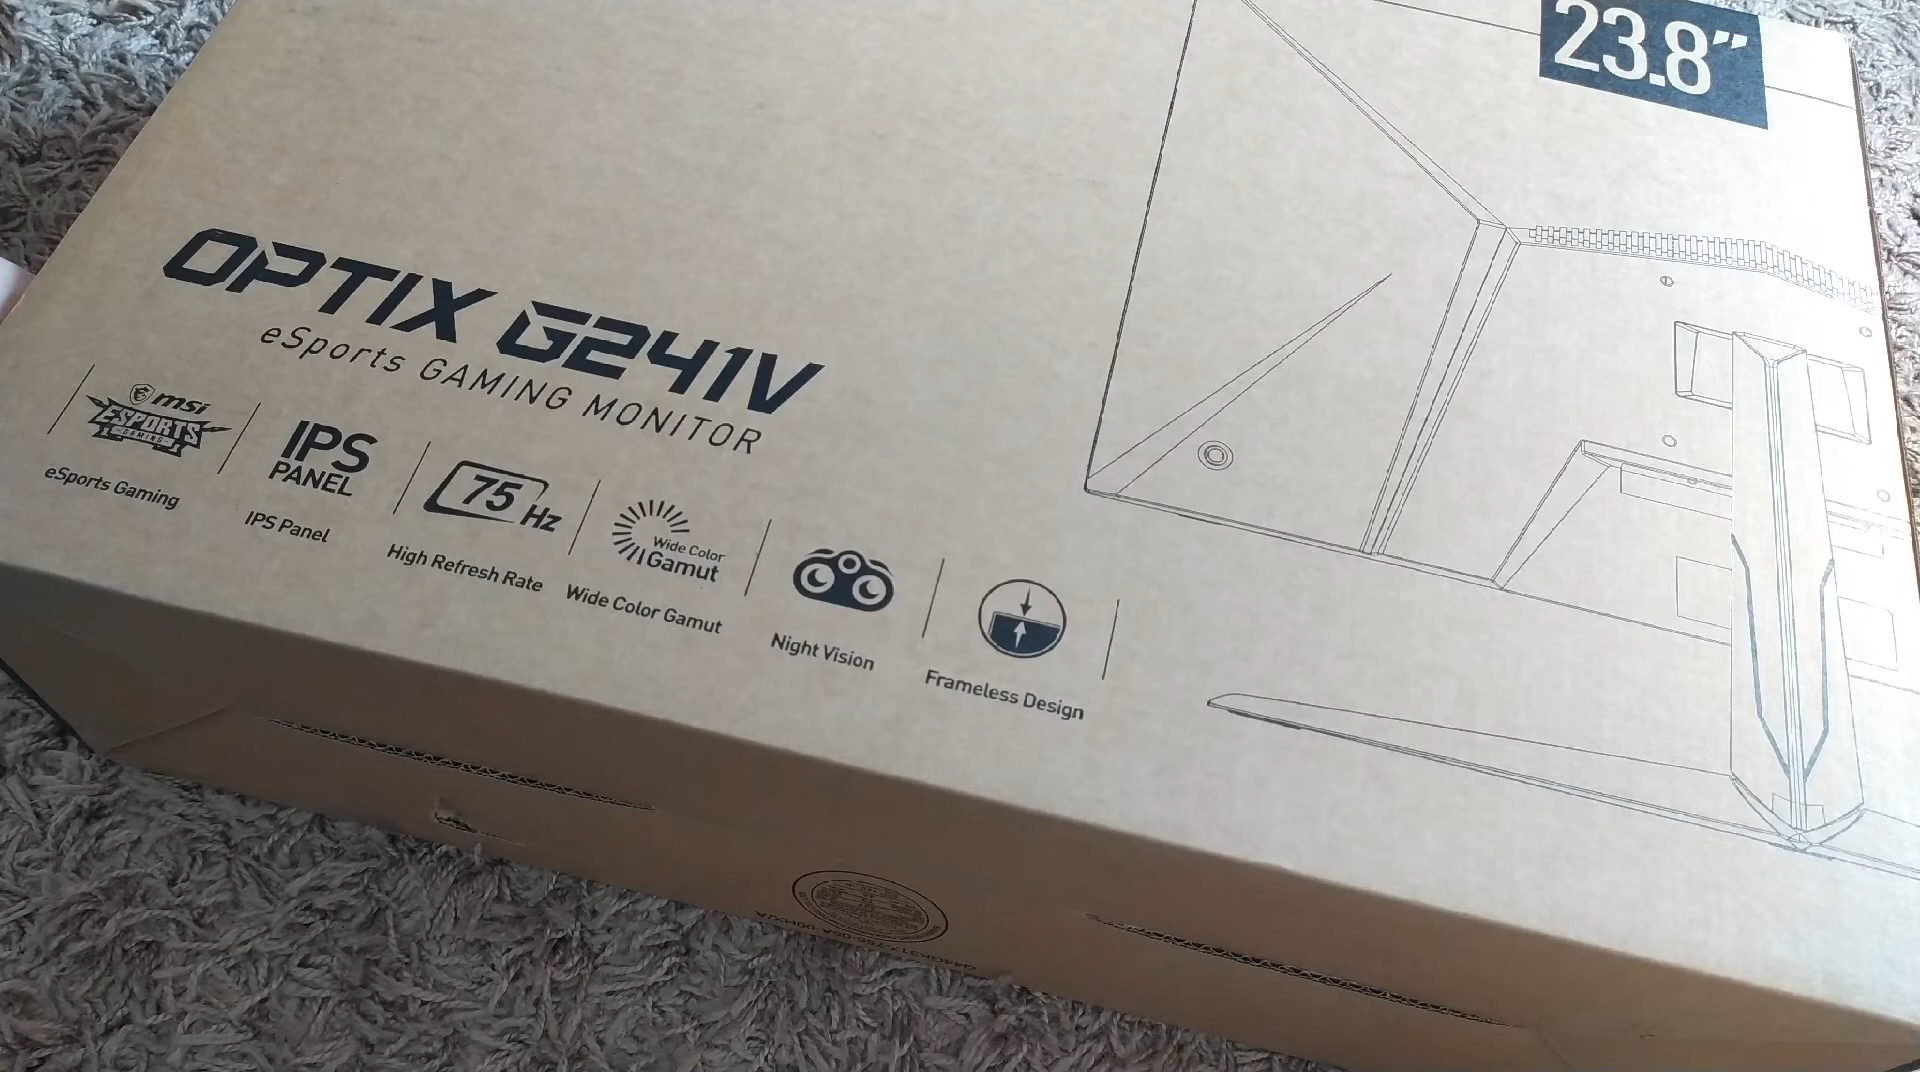 23.8"
OPTIX G241V
eSports GAMING MONITOR
msi
ESPORTS
GAMING
eSports Gaming
IPS
PANEL
IPS Panel
75 Hz
High Refresh Rate
Wide Color
Gamut
Wide Color Gamut
Night Vision
Frameless Design